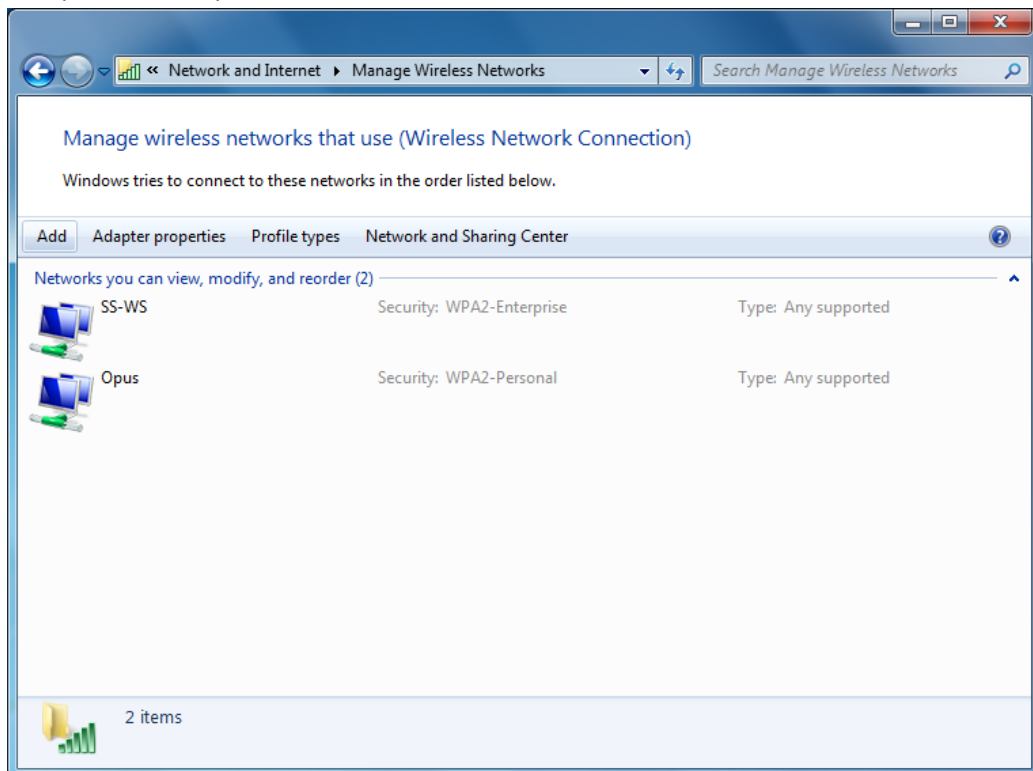 « Network and Internet ▸ Manage Wireless Networks
Search Manage Wireless Networks
Manage wireless networks that use (Wireless Network Connection)
Windows tries to connect to these networks in the order listed below.
Add Adapter properties Profile types Network and Sharing Center
Networks you can view, modify, and reorder (2)
SS-WS Security: WPA2-Enterprise Type: Any supported
Opus Security: WPA2-Personal Type: Any supported
2 items